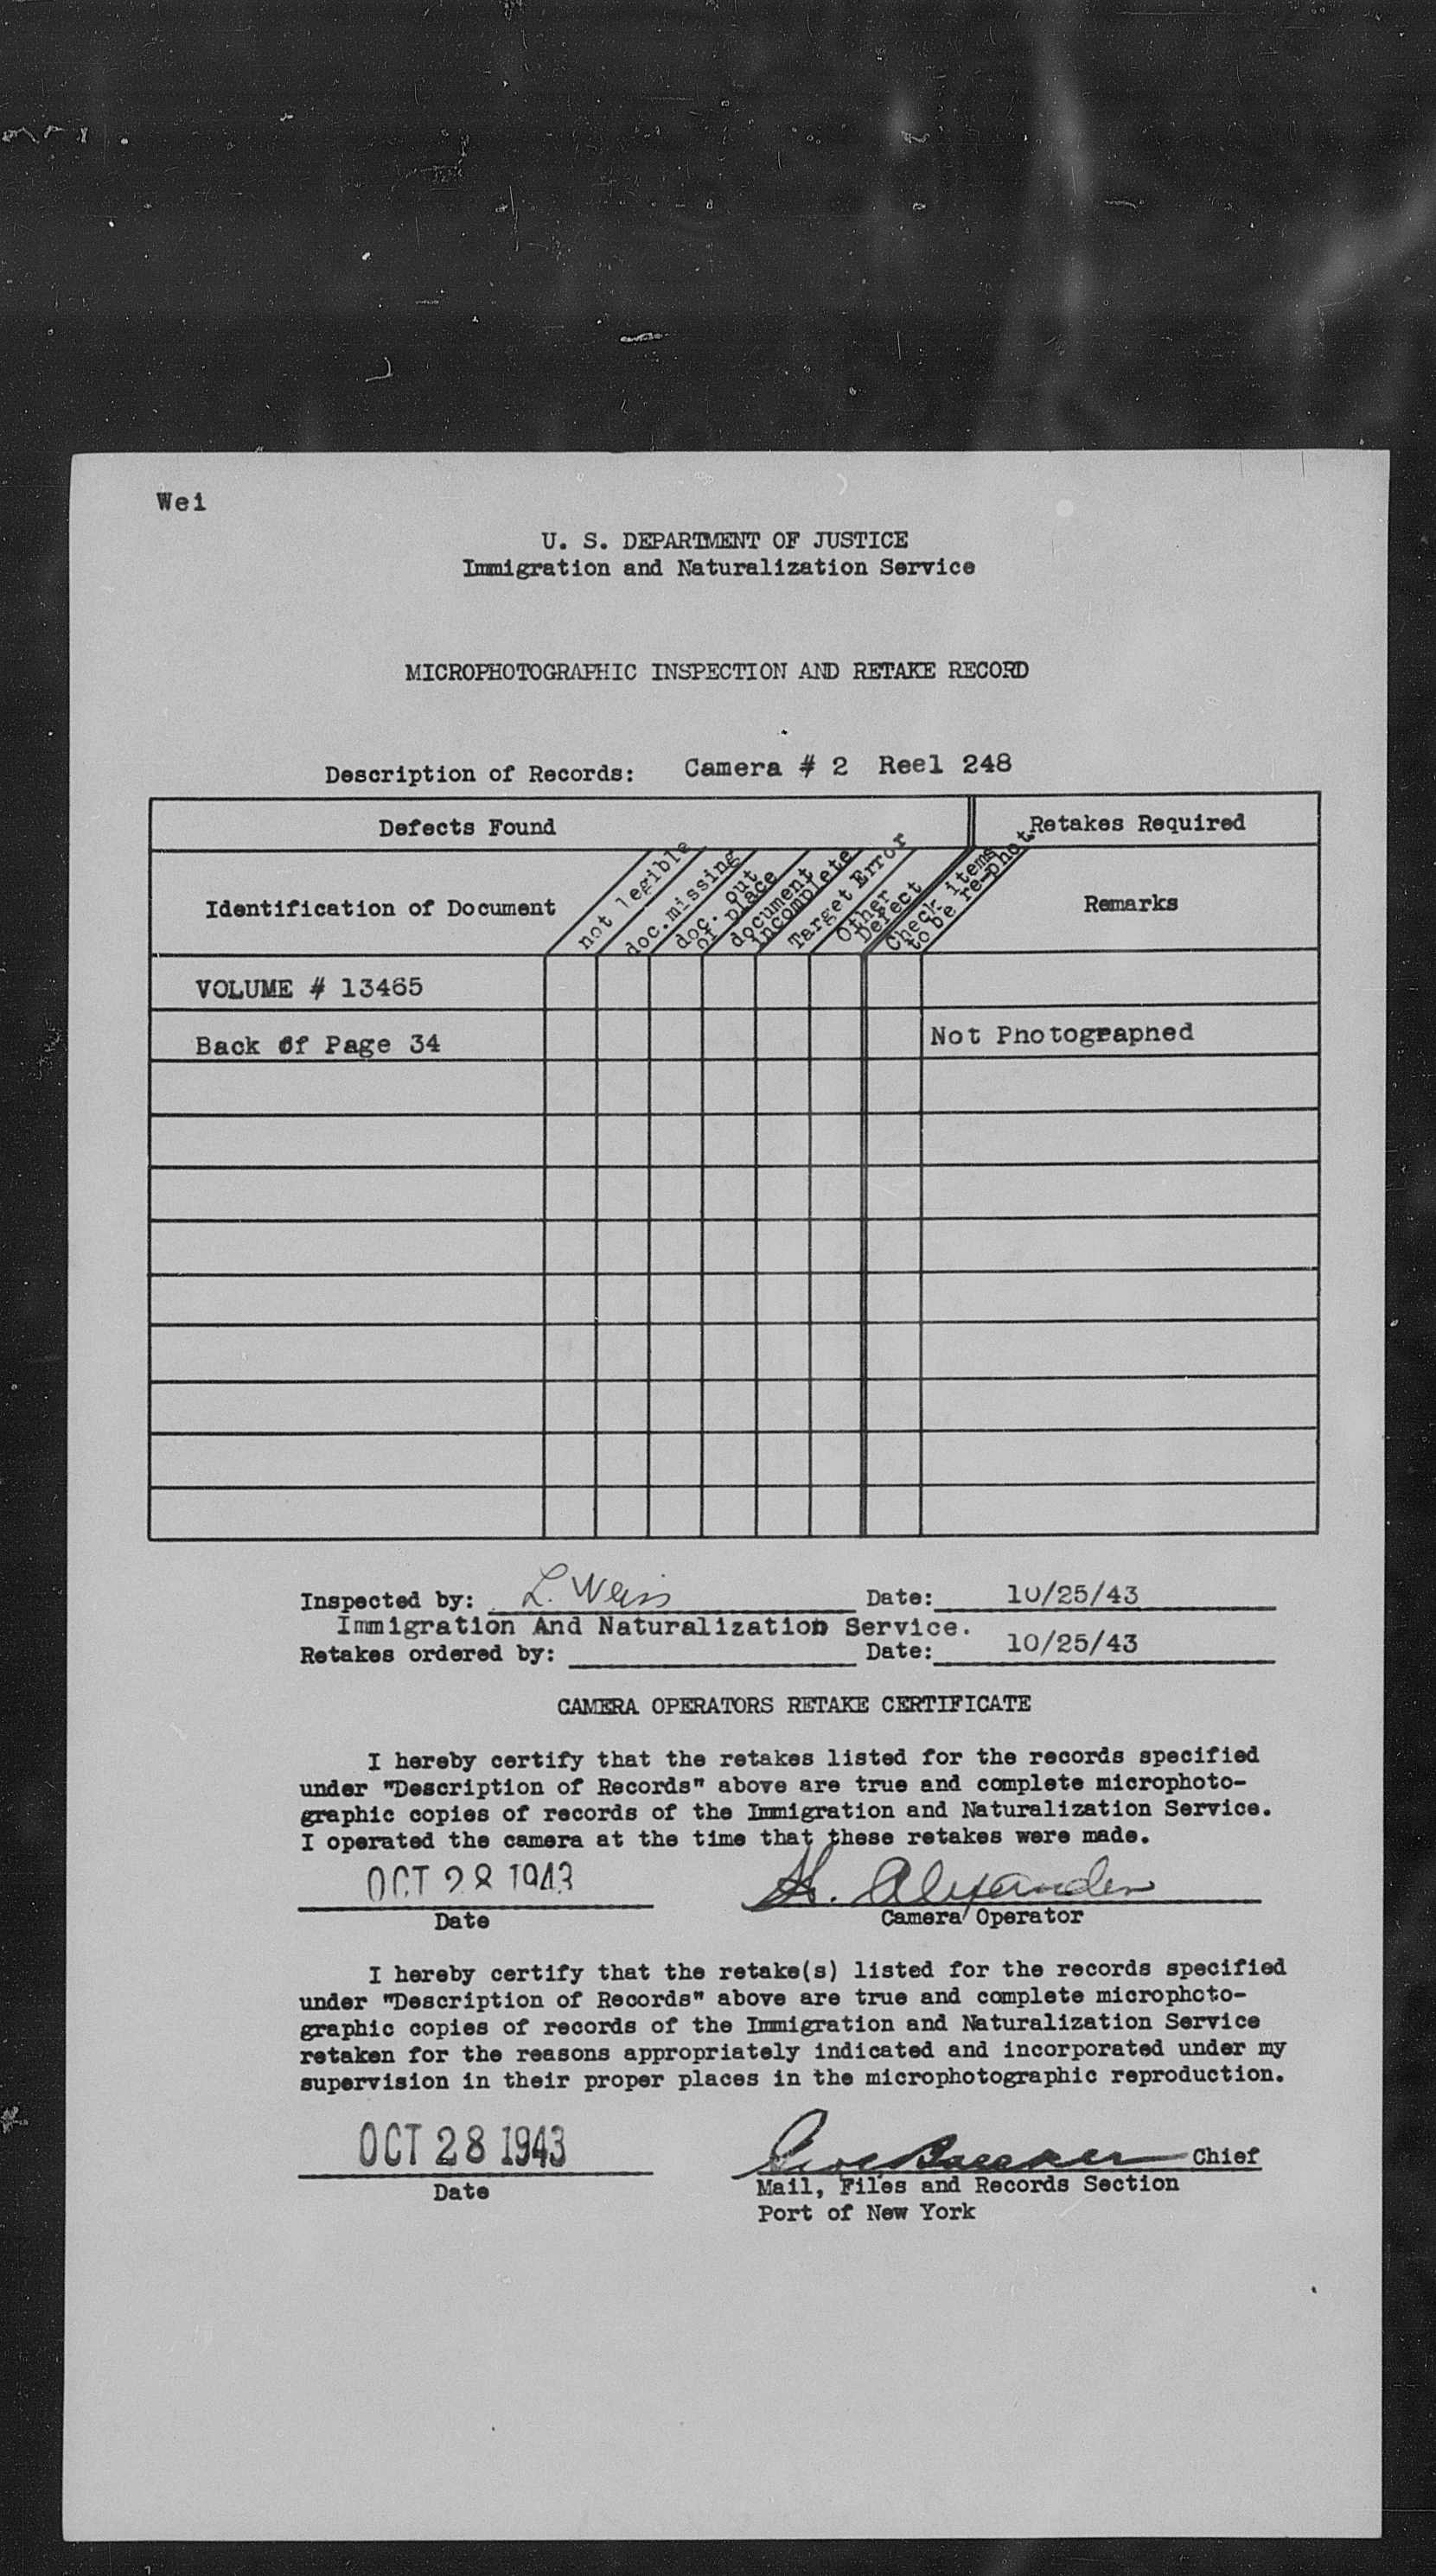 Wei
U. S. DEPARTMENT OF JUSTICE
Immigration and Naturalization Service
MICROPHOTOGRAPHIC INSPECTION AND RETAKE RECORD
Description of Records: Camera # 2 Reel 248
Defects Found
Retakes Required
Identification of Document
not legible
doc.missing
doc. out
of place
document
incomplete
Target Error
Other
Defect
Check items
to be re-phot.
Remarks
VOLUME # 13465
Back of Page 34 Not Photographed
Inspected by: L. Weiss Date: 10/25/43
Immigration And Naturalization Service.
Retakes ordered by: Date: 10/25/43
CAMERA OPERATORS RETAKE CERTIFICATE
I hereby certify that the retakes listed for the records specified
under "Description of Records" above are true and complete microphoto-
graphic copies of records of the Immigration and Naturalization Service.
I operated the camera at the time that these retakes were made.
OCT 28 1943 Alexander
Date Camera Operator
I hereby certify that the retake(s) listed for the records specified
under "Description of Records" above are true and complete microphoto-
graphic copies of records of the Immigration and Naturalization Service
retaken for the reasons appropriately indicated and incorporated under my
supervision in their proper places in the microphotographic reproduction.
OCT 28 1943 Chief
Date Mail, Files and Records Section
Port of New York